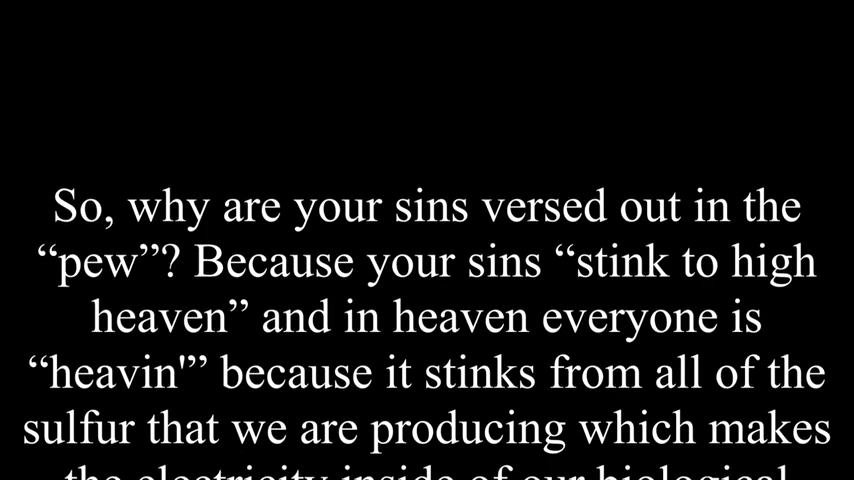 So, why are your sins versed out in the
“pew”? Because your sins “stink to high
heaven” and in heaven everyone is
“heavin'” because it stinks from all of the
sulfur that we are producing which makes
the electricity inside of our biological